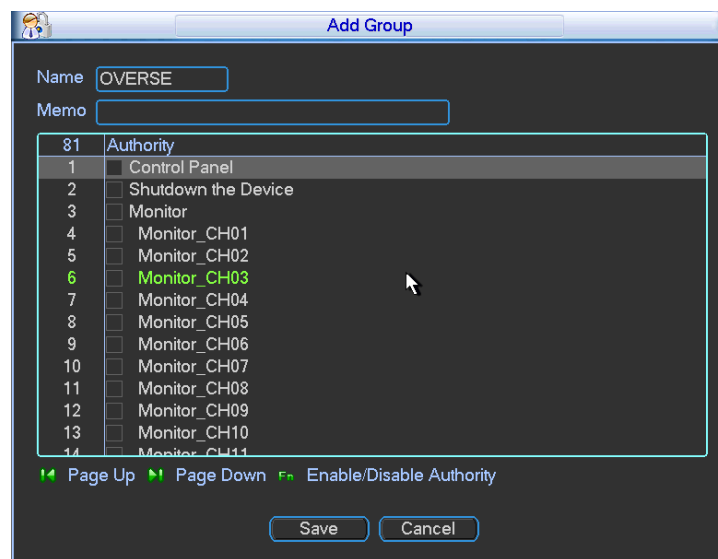 Add Group
Name OVERSE
Memo
81 Authority
1 Control Panel
2 Shutdown the Device
3 Monitor
4 Monitor_CH01
5 Monitor_CH02
6 Monitor_CH03
7 Monitor_CH04
8 Monitor_CH05
9 Monitor_CH06
10 Monitor_CH07
11 Monitor_CH08
12 Monitor_CH09
13 Monitor_CH10
14 Monitor_CH11
Page Up Page Down Fn Enable/Disable Authority
Save Cancel